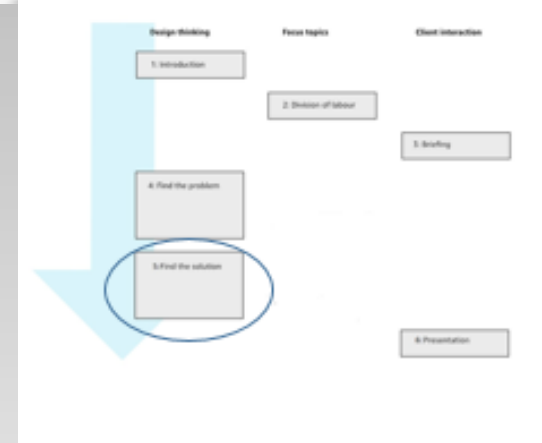 Design thinking
Focus topics
Client interaction
1: Introduction
2: Division of labour
3: Briefing
4: Find the problem
5:Find the solution
6: Presentation